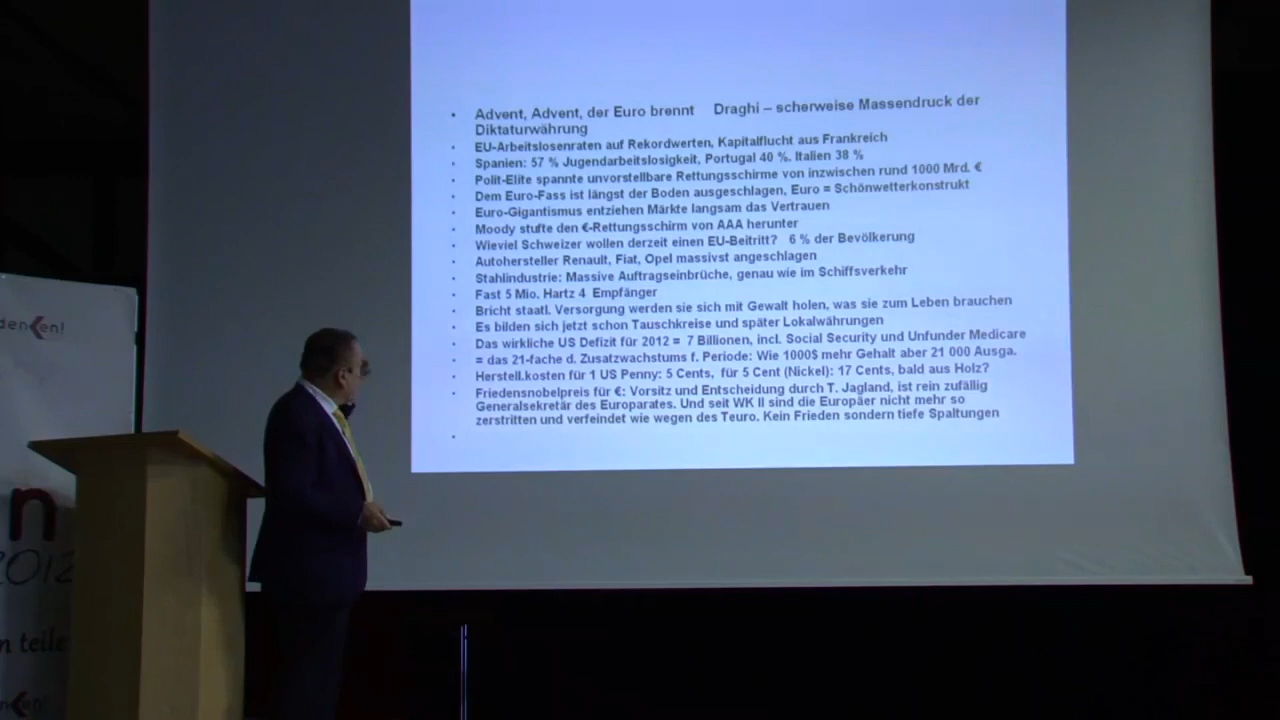 Advent, Advent, der Euro brennt Draghi – scherweise Massendruck der
Diktaturwährung
EU-Arbeitslosenraten auf Rekordwerten, Kapitalflucht aus Frankreich
Spanien: 57 % Jugendarbeitslosigkeit, Portugal 40 %. Italien 38 %
Polit-Elite spannte unvorstellbare Rettungsschirme von inzwischen rund 1000 Mrd. €
Dem Euro-Fass ist längst der Boden ausgeschlagen, Euro = Schönwetterkonstrukt
Euro-Gigantismus entziehen Märkte langsam das Vertrauen
Moody stufte den €-Rettungsschirm von AAA herunter
Wieviel Schweizer wollen derzeit einen EU-Beitritt? 6 % der Bevölkerung
Autohersteller Renault, Fiat, Opel massivst angeschlagen
Stahlindustrie: Massive Auftragseinbrüche, genau wie im Schiffsverkehr
Fast 5 Mio. Hartz 4 Empfänger
Bricht staatl. Versorgung werden sie sich mit Gewalt holen, was sie zum Leben brauchen
Es bilden sich jetzt schon Tauschkreise und später Lokalwährungen
Das wirkliche US Defizit für 2012 = 7 Billionen, incl. Social Security und Unfunder Medicare
= das 21-fache d. Zusatzwachstums f. Periode: Wie 1000$ mehr Gehalt aber 21 000 Ausga.
Herstell.kosten für 1 US Penny: 5 Cents, für 5 Cent (Nickel): 17 Cents, bald aus Holz?
Friedensnobelpreis für €: Vorsitz und Entscheidung durch T. Jagland, ist rein zufällig
Generalsekretär des Europarates. Und seit WK II sind die Europäer nicht mehr so
zerstritten und verfeindet wie wegen des Teuro. Kein Frieden sondern tiefe Spaltungen
den<en!
n
2012
n teile